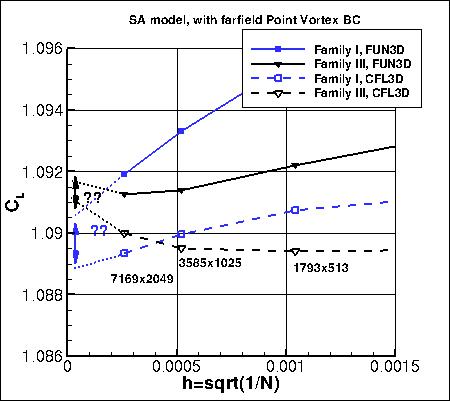 SA model, with farfield Point Vortex BC
Family I, FUN3D
Family III, FUN3D
Family I, CFL3D
Family III, CFL3D
1.096
1.094
1.092
1.09
1.088
1.086
CL
??
??
7169x2049
3585x1025
1793x513
0
0.0005
0.001
0.0015
h=sqrt(1/N)